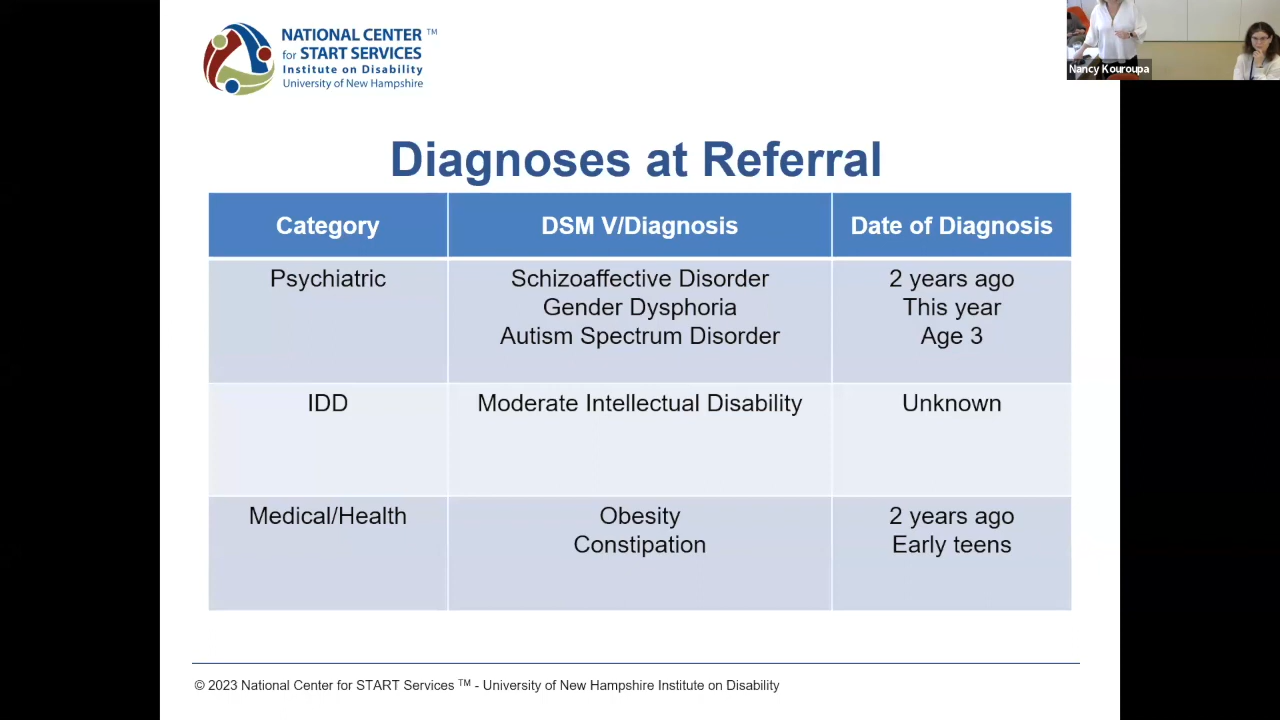 NATIONAL CENTER TM
for START SERVICES
Institute on Disability
University of New Hampshire
Nancy Kouroupa
Diagnoses at Referral
Category DSM V/Diagnosis Date of Diagnosis
Psychiatric Schizoaffective Disorder 2 years ago
Gender Dysphoria This year
Autism Spectrum Disorder Age 3
IDD Moderate Intellectual Disability Unknown
Medical/Health Obesity 2 years ago
Constipation Early teens
© 2023 National Center for START Services TM - University of New Hampshire Institute on Disability